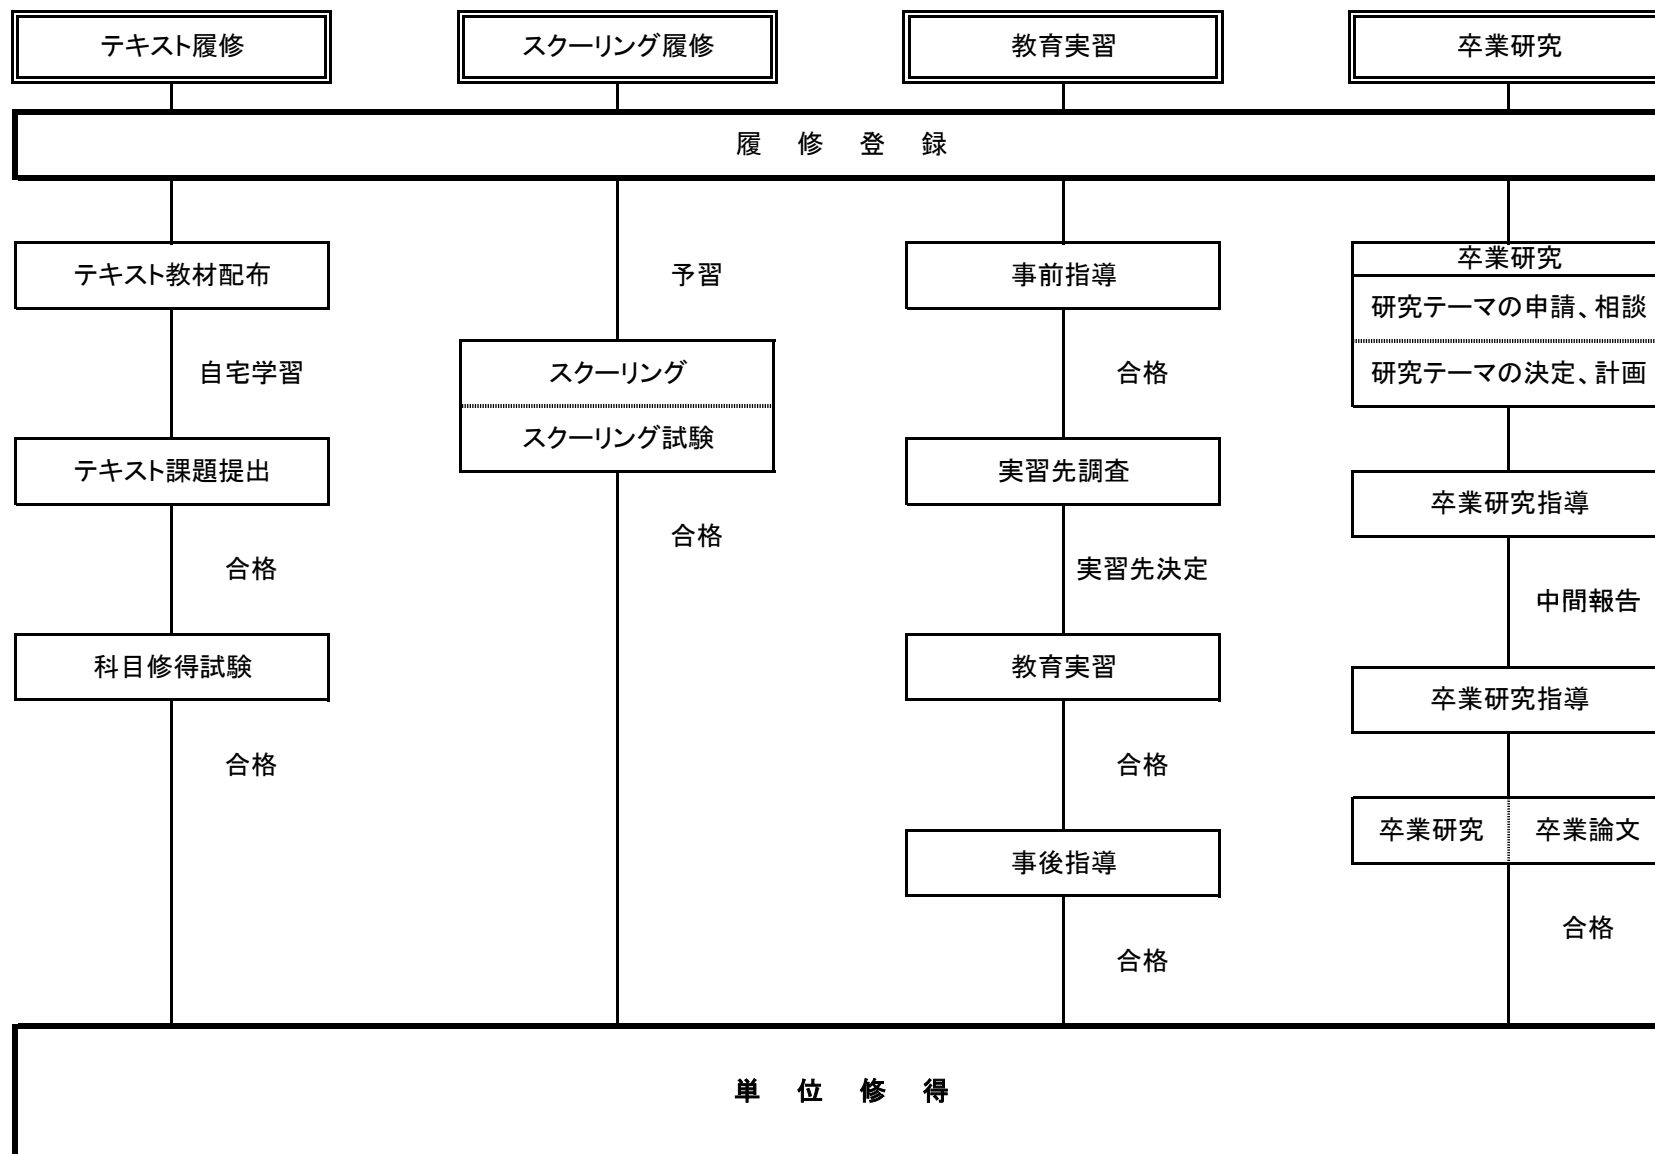 テキスト履修
スクーリング履修
教育実習
卒業研究
履 修 登 録
テキスト教材配布
予習
事前指導
卒業研究
研究テーマの申請、相談
自宅学習
スクーリング
合格
研究テーマの決定、計画
スクーリング試験
テキスト課題提出
実習先調査
卒業研究指導
合格
合格
実習先決定
中間報告
科目修得試験
教育実習
卒業研究指導
合格
合格
卒業研究
卒業論文
事後指導
合格
合格
単 位 修 得